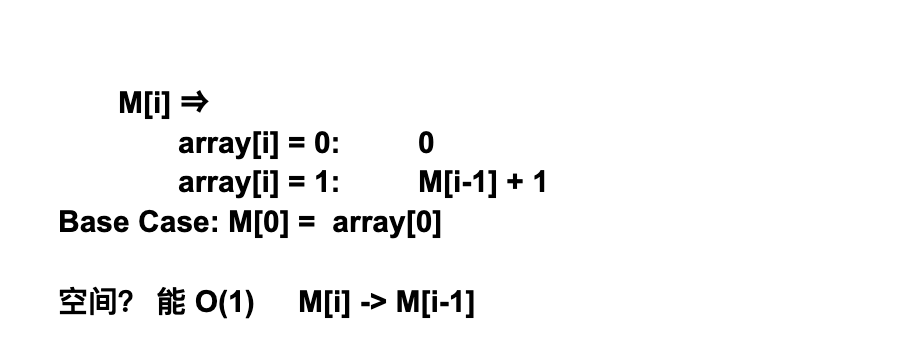 M[i] ⇒
array[i] = 0: 0
array[i] = 1: M[i-1] + 1
Base Case: M[0] = array[0]
空间? 能 O(1) M[i] -> M[i-1]